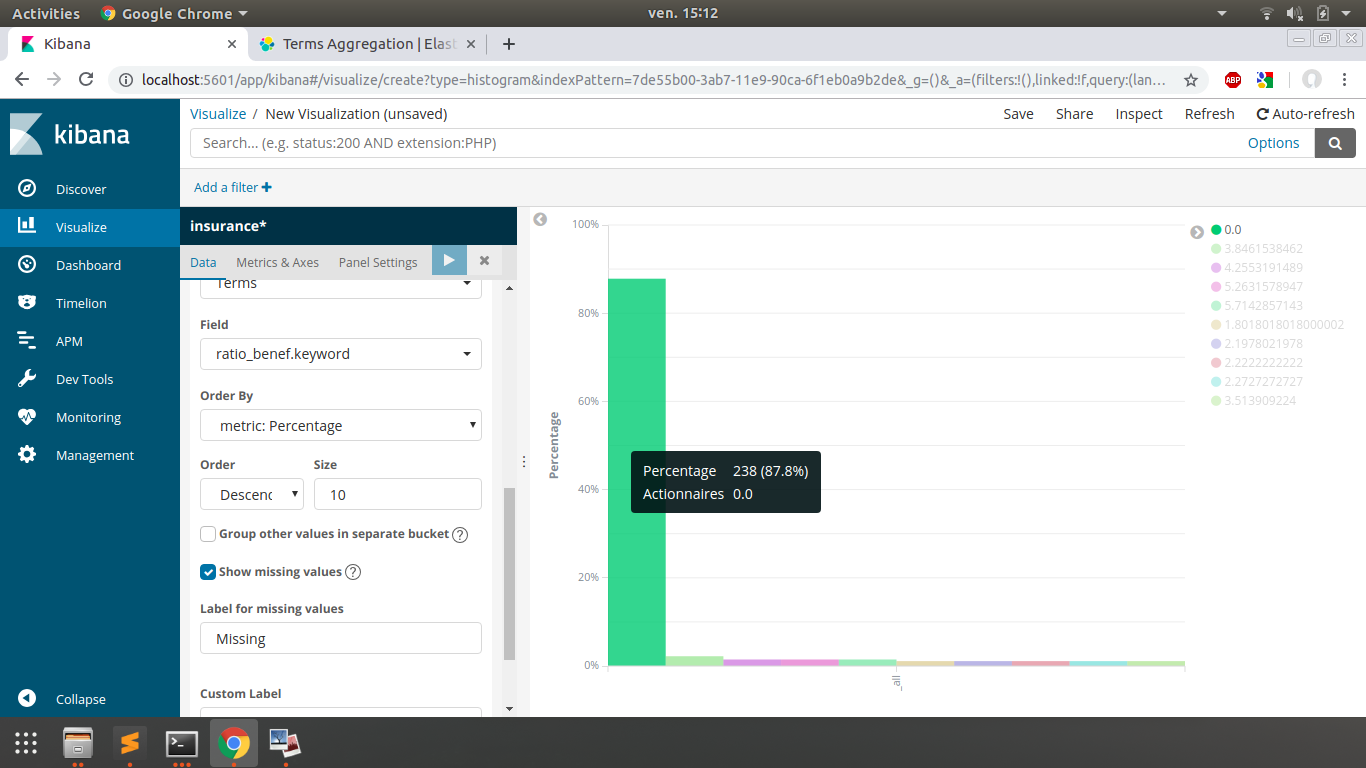 Activities
Google Chrome
ven. 15:12
Kibana
Terms Aggregation | Elast
localhost:5601/app/kibana#/visualize/create?type=histogram&indexPattern=7de55b00-3ab7-11e9-90ca-6f1eb0a9b2de&_g=()&_a=(filters:!(),linked:!f,query:(lan...
ABP
kibana
Discover
Visualize
Dashboard
Timelion
APM
Dev Tools
Monitoring
Management
Collapse
Visualize / New Visualization (unsaved)
Save
Share
Inspect
Refresh
Auto-refresh
Search... (e.g. status:200 AND extension:PHP)
Options
Add a filter +
insurance*
Data
Metrics & Axes
Panel Settings
Terms
Field
ratio_benef.keyword
Order By
metric: Percentage
Order
Size
Descenc
10
Group other values in separate bucket ?
Show missing values ?
Label for missing values
Missing
Custom Label
Percentage
100%
80%
60%
40%
20%
0%
_all
Percentage 238 (87.8%)
Actionnaires 0.0
0.0
3.8461538462
4.2553191489
5.2631578947
5.7142857143
1.8018018018000002
2.1978021978
2.2222222222
2.2727272727
3.513909224